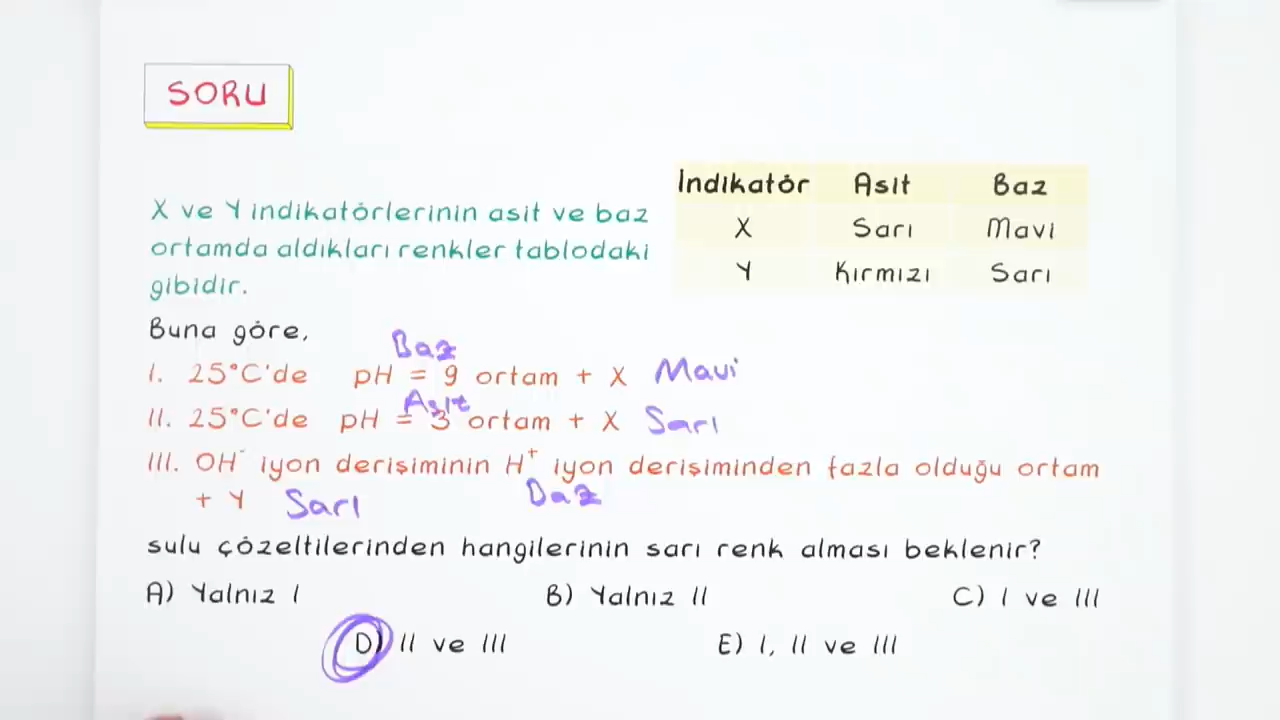 SORU
X ve Y indikatörlerinin asit ve baz
ortamda aldıkları renkler tablodaki
gibidir.
İndikatör Asit Baz
X Sarı Mavi
Y Kırmızı Sarı
Buna göre,
Baz
I. 25°C'de pH = 9 ortam + X Mavi
Asit
II. 25°C'de pH = 3 ortam + X Sarı
III. OH⁻ iyon derişiminin H⁺ iyon derişiminden fazla olduğu ortam
+ Y Sarı Baz
sulu çözeltilerinden hangilerinin sarı renk alması beklenir?
A) Yalnız I B) Yalnız II C) I ve III
D) II ve III E) I, II ve III